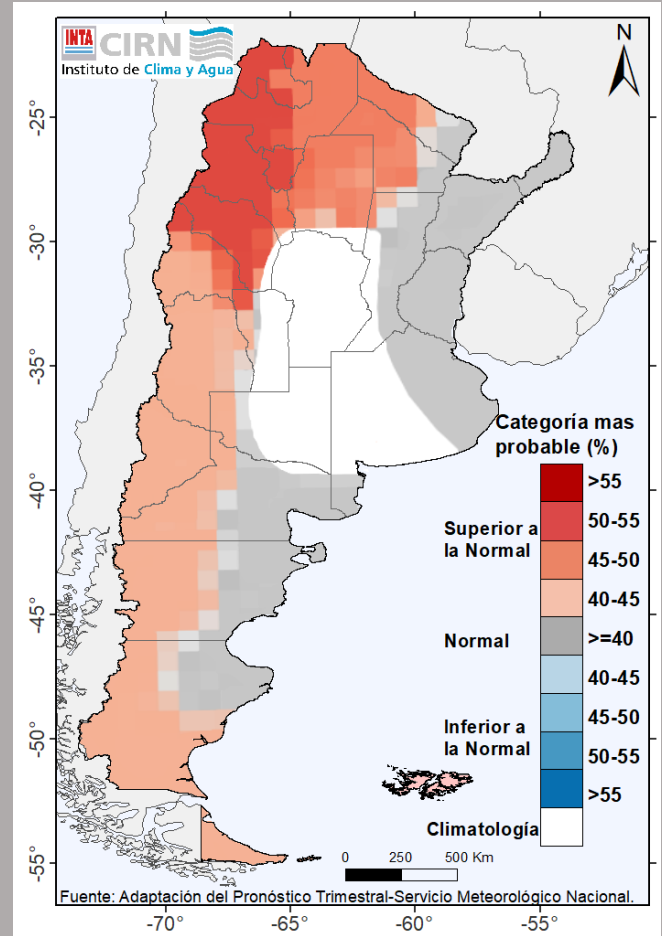 INTA
CIRN
Instituto de Clima y Agua
N
-25°
-30°
-35°
-40°
-45°
-50°
-55°
Categoría mas
probable (%)
>55
50-55
Superior a
la Normal
45-50
40-45
Normal
>=40
40-45
45-50
Inferior a
la Normal
50-55
>55
Climatología
0 250 500 Km
Fuente: Adaptación del Pronóstico Trimestral-Servicio Meteorológico Nacional.
-70° -65° -60° -55°